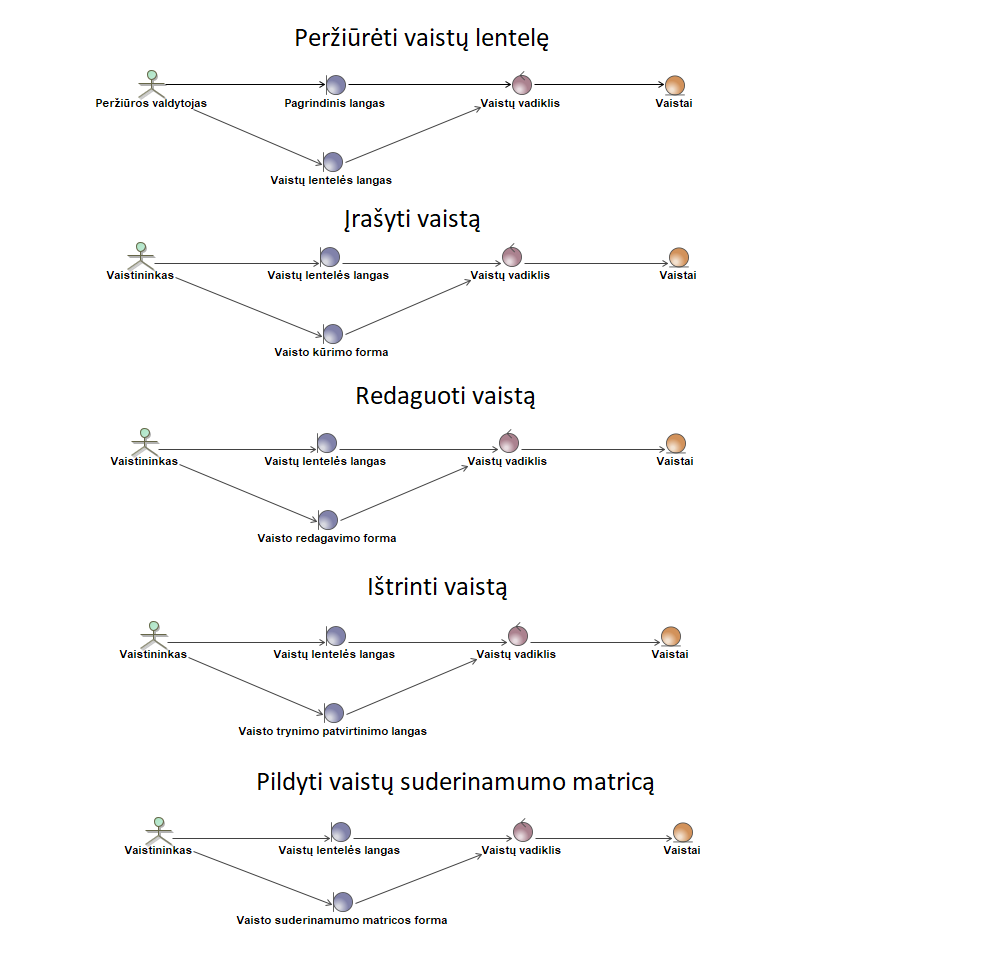 Peržiūrėti vaistų lentelę
Peržiūros valdytojas
Pagrindinis langas
Vaistų vadiklis
Vaistai
Vaistų lentelės langas
Įrašyti vaistą
Vaistininkas
Vaistų lentelės langas
Vaistų vadiklis
Vaistai
Vaisto kūrimo forma
Redaguoti vaistą
Vaistininkas
Vaistų lentelės langas
Vaistų vadiklis
Vaistai
Vaisto redagavimo forma
Ištrinti vaistą
Vaistininkas
Vaistų lentelės langas
Vaistų vadiklis
Vaistai
Vaisto trynimo patvirtinimo langas
Pildyti vaistų suderinamumo matricą
Vaistininkas
Vaistų lentelės langas
Vaistų vadiklis
Vaistai
Vaisto suderinamumo matricos forma